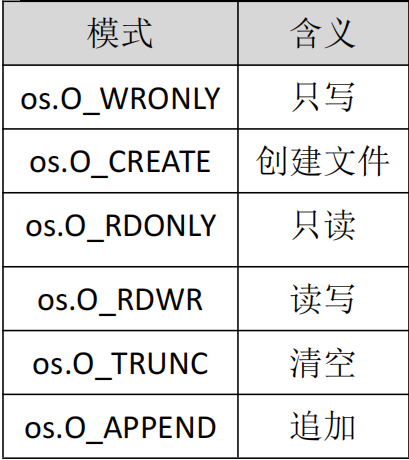 模式 含义
os.O_WRONLY 只写
os.O_CREATE 创建文件
os.O_RDONLY 只读
os.O_RDWR 读写
os.O_TRUNC 清空
os.O_APPEND 追加